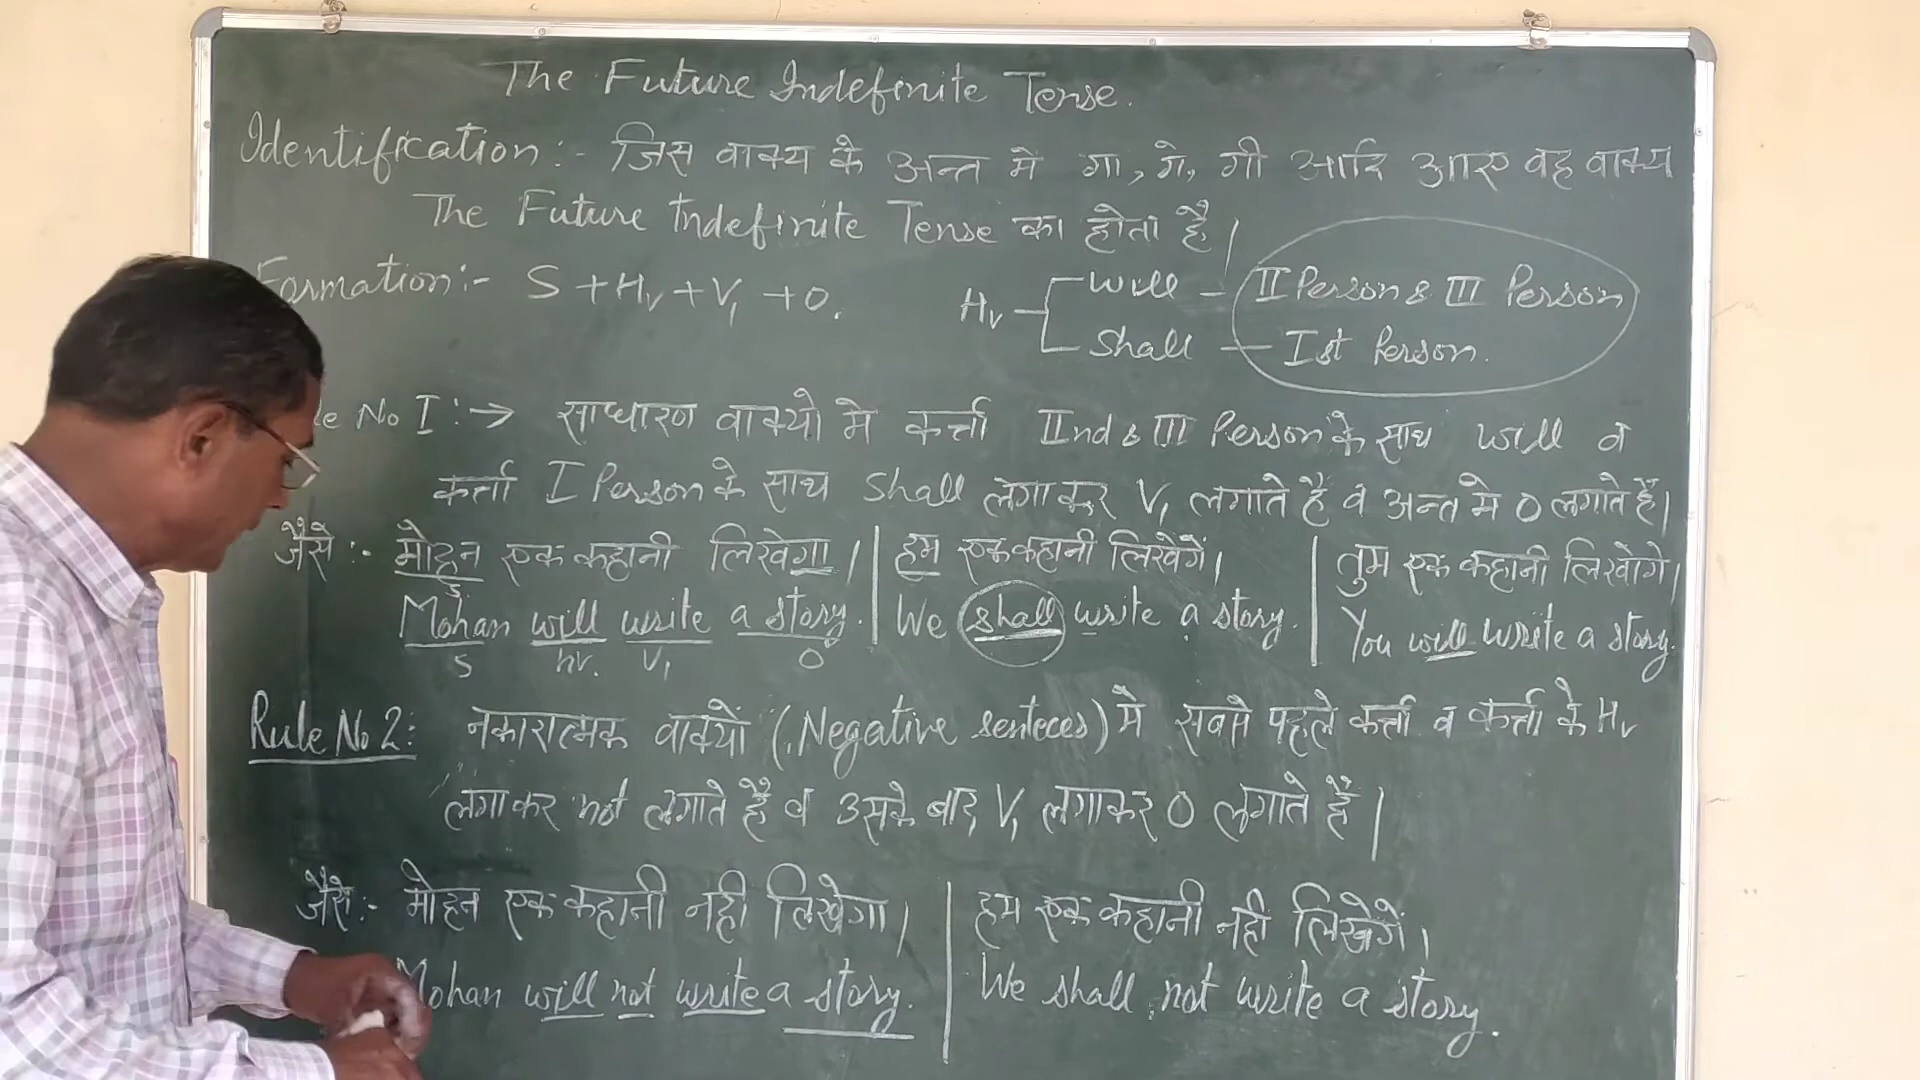 The Future Indefinite Tense.
Identification:- जिस वाक्य के अन्त मे गा, गे, गी आदि आए वह वाक्य
The Future Indefinite Tense का होता है।
Formation:- S + Hv + V1 + O.
Hv
Will - II Person & III Person
Shall - Ist Person.
No I :→ साधारण वाक्यो मे कर्त्ता IInd & III Person के साथ will व
कर्त्ता I Person के साथ Shall लगाकर V1 लगाते है व अन्त मे O लगाते हैं।
जैसे :- मोहन एक कहानी लिखेगा। | हम एक कहानी लिखेगें। | तुम एक कहानी लिखोगे।
S
Mohan will write a story. | We shall write a story. | You will write a story.
S hv. V1 O
Rule No 2: नकारात्मक वाक्यों (Negative senteces) मे सबसे पहले कर्त्ता व कर्त्ता के Hv
लगाकर not लगाते हैं व उसके बाद V1 लगाकर O लगाते हैं।
जैसे:- मोहन एक कहानी नही लिखेगा। | हम एक कहानी नही लिखेगें।
Mohan will not write a story. | We shall not write a story.